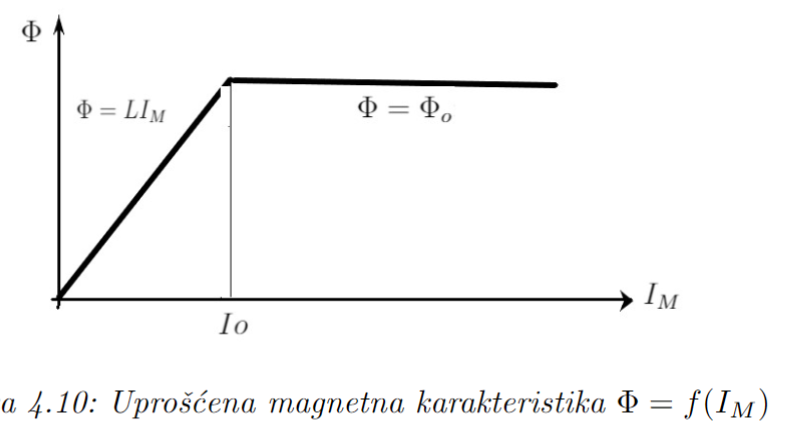 Φ
Φ = LI_M
Φ = Φ_o
I_M
Io
a 4.10: Uprošćena magnetna karakteristika Φ = f(I_M)